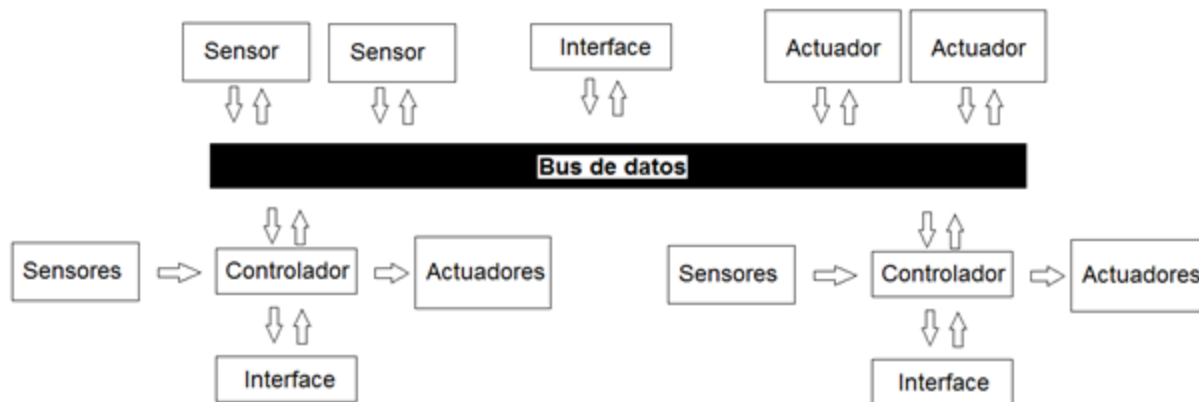 Sensor
Sensor
Interface
Actuador
Actuador
Bus de datos
Sensores
Controlador
Actuadores
Sensores
Controlador
Actuadores
Interface
Interface